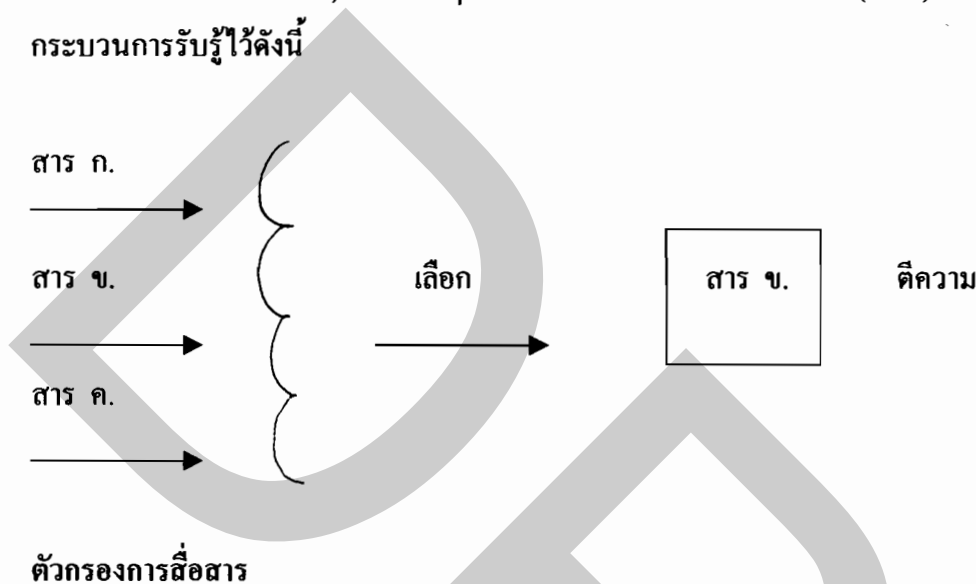 กระบวนการรับรู้ไว้ดังนี้
สาร ก.
สาร ข.
เลือก
สาร ข.
ตีความ
สาร ค.
ตัวกรองการสื่อสาร